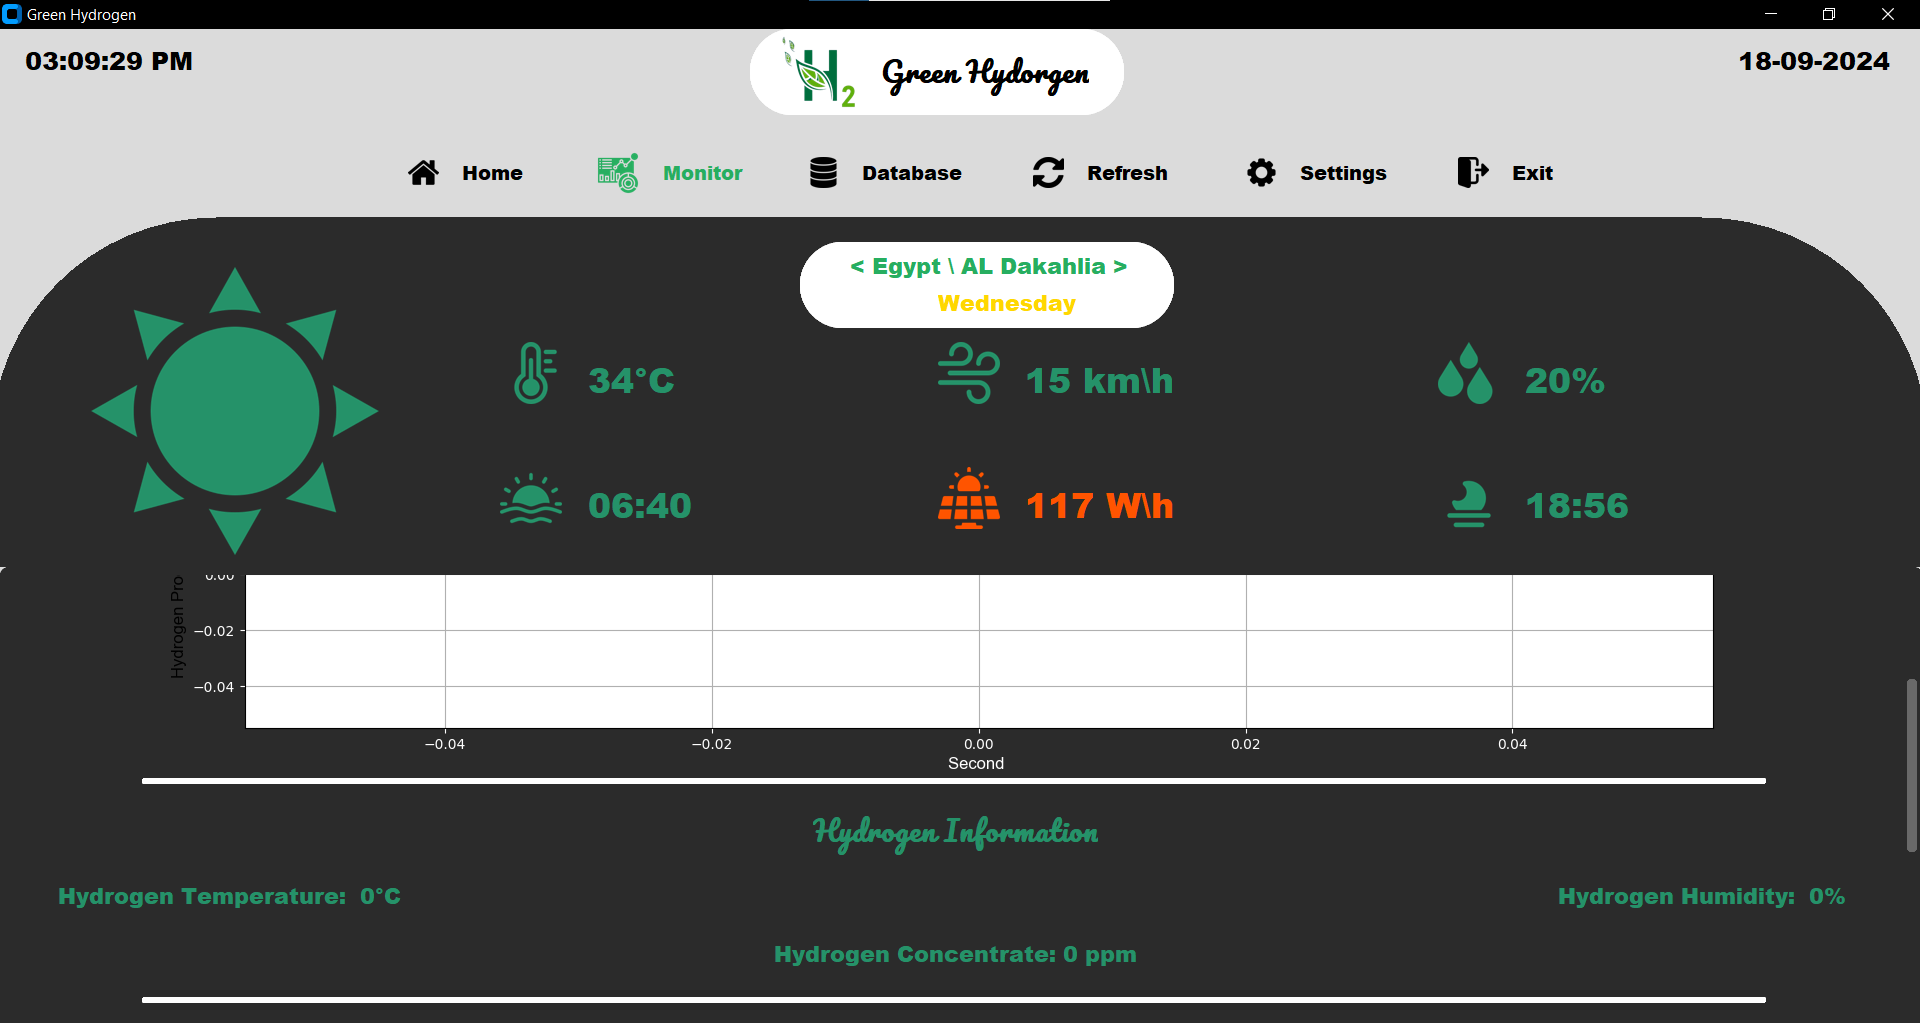 Green Hydrogen
03:09:29 PM
H2
Green Hydorgen
18-09-2024
Home Monitor Database Refresh Settings Exit
< Egypt \ AL Dakahlia >
Wednesday
34°C 15 km\h 20%
06:40 117 W\h 18:56
0.00
Hydrogen Pro
−0.02
−0.04
−0.04 −0.02 0.00 0.02 0.04
Second
Hydrogen Information
Hydrogen Temperature: 0°C
Hydrogen Humidity: 0%
Hydrogen Concentrate: 0 ppm